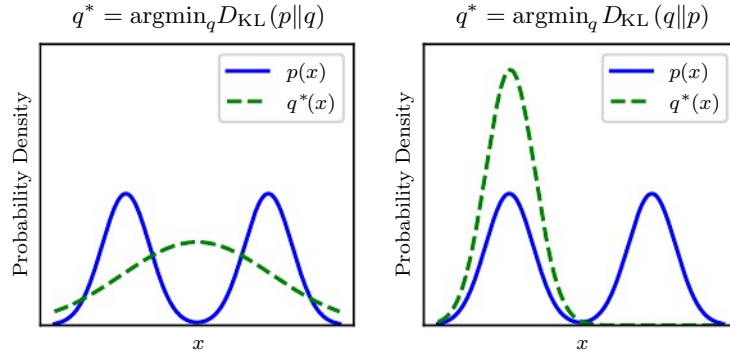 q* = argmin_q D_KL (p‖q)
Probability Density
p(x)
q*(x)
x
q* = argmin_q D_KL (q‖p)
Probability Density
p(x)
q*(x)
x